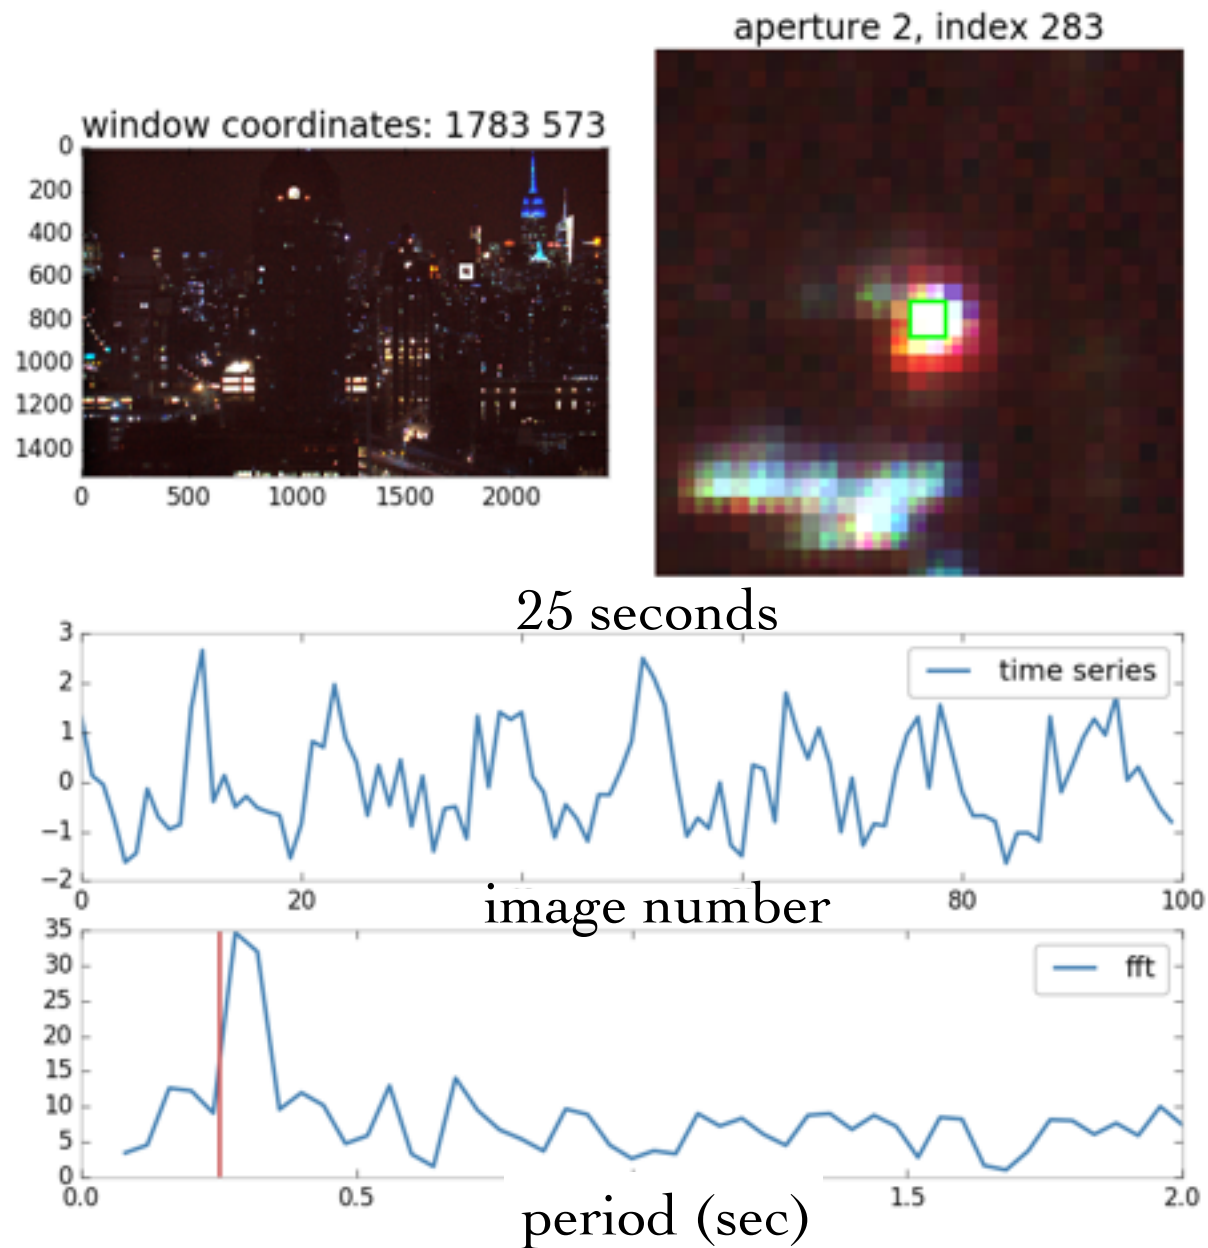 aperture 2, index 283
window coordinates: 1783 573
0
200
400
600
800
1000
1200
1400
0 500 1000 1500 2000
25 seconds
3
2
1
0
−1
−2
time series
0 20 80 100
image number
35
30
25
20
15
10
5
0
fft
0.0 0.5 1.5 2.0
period (sec)